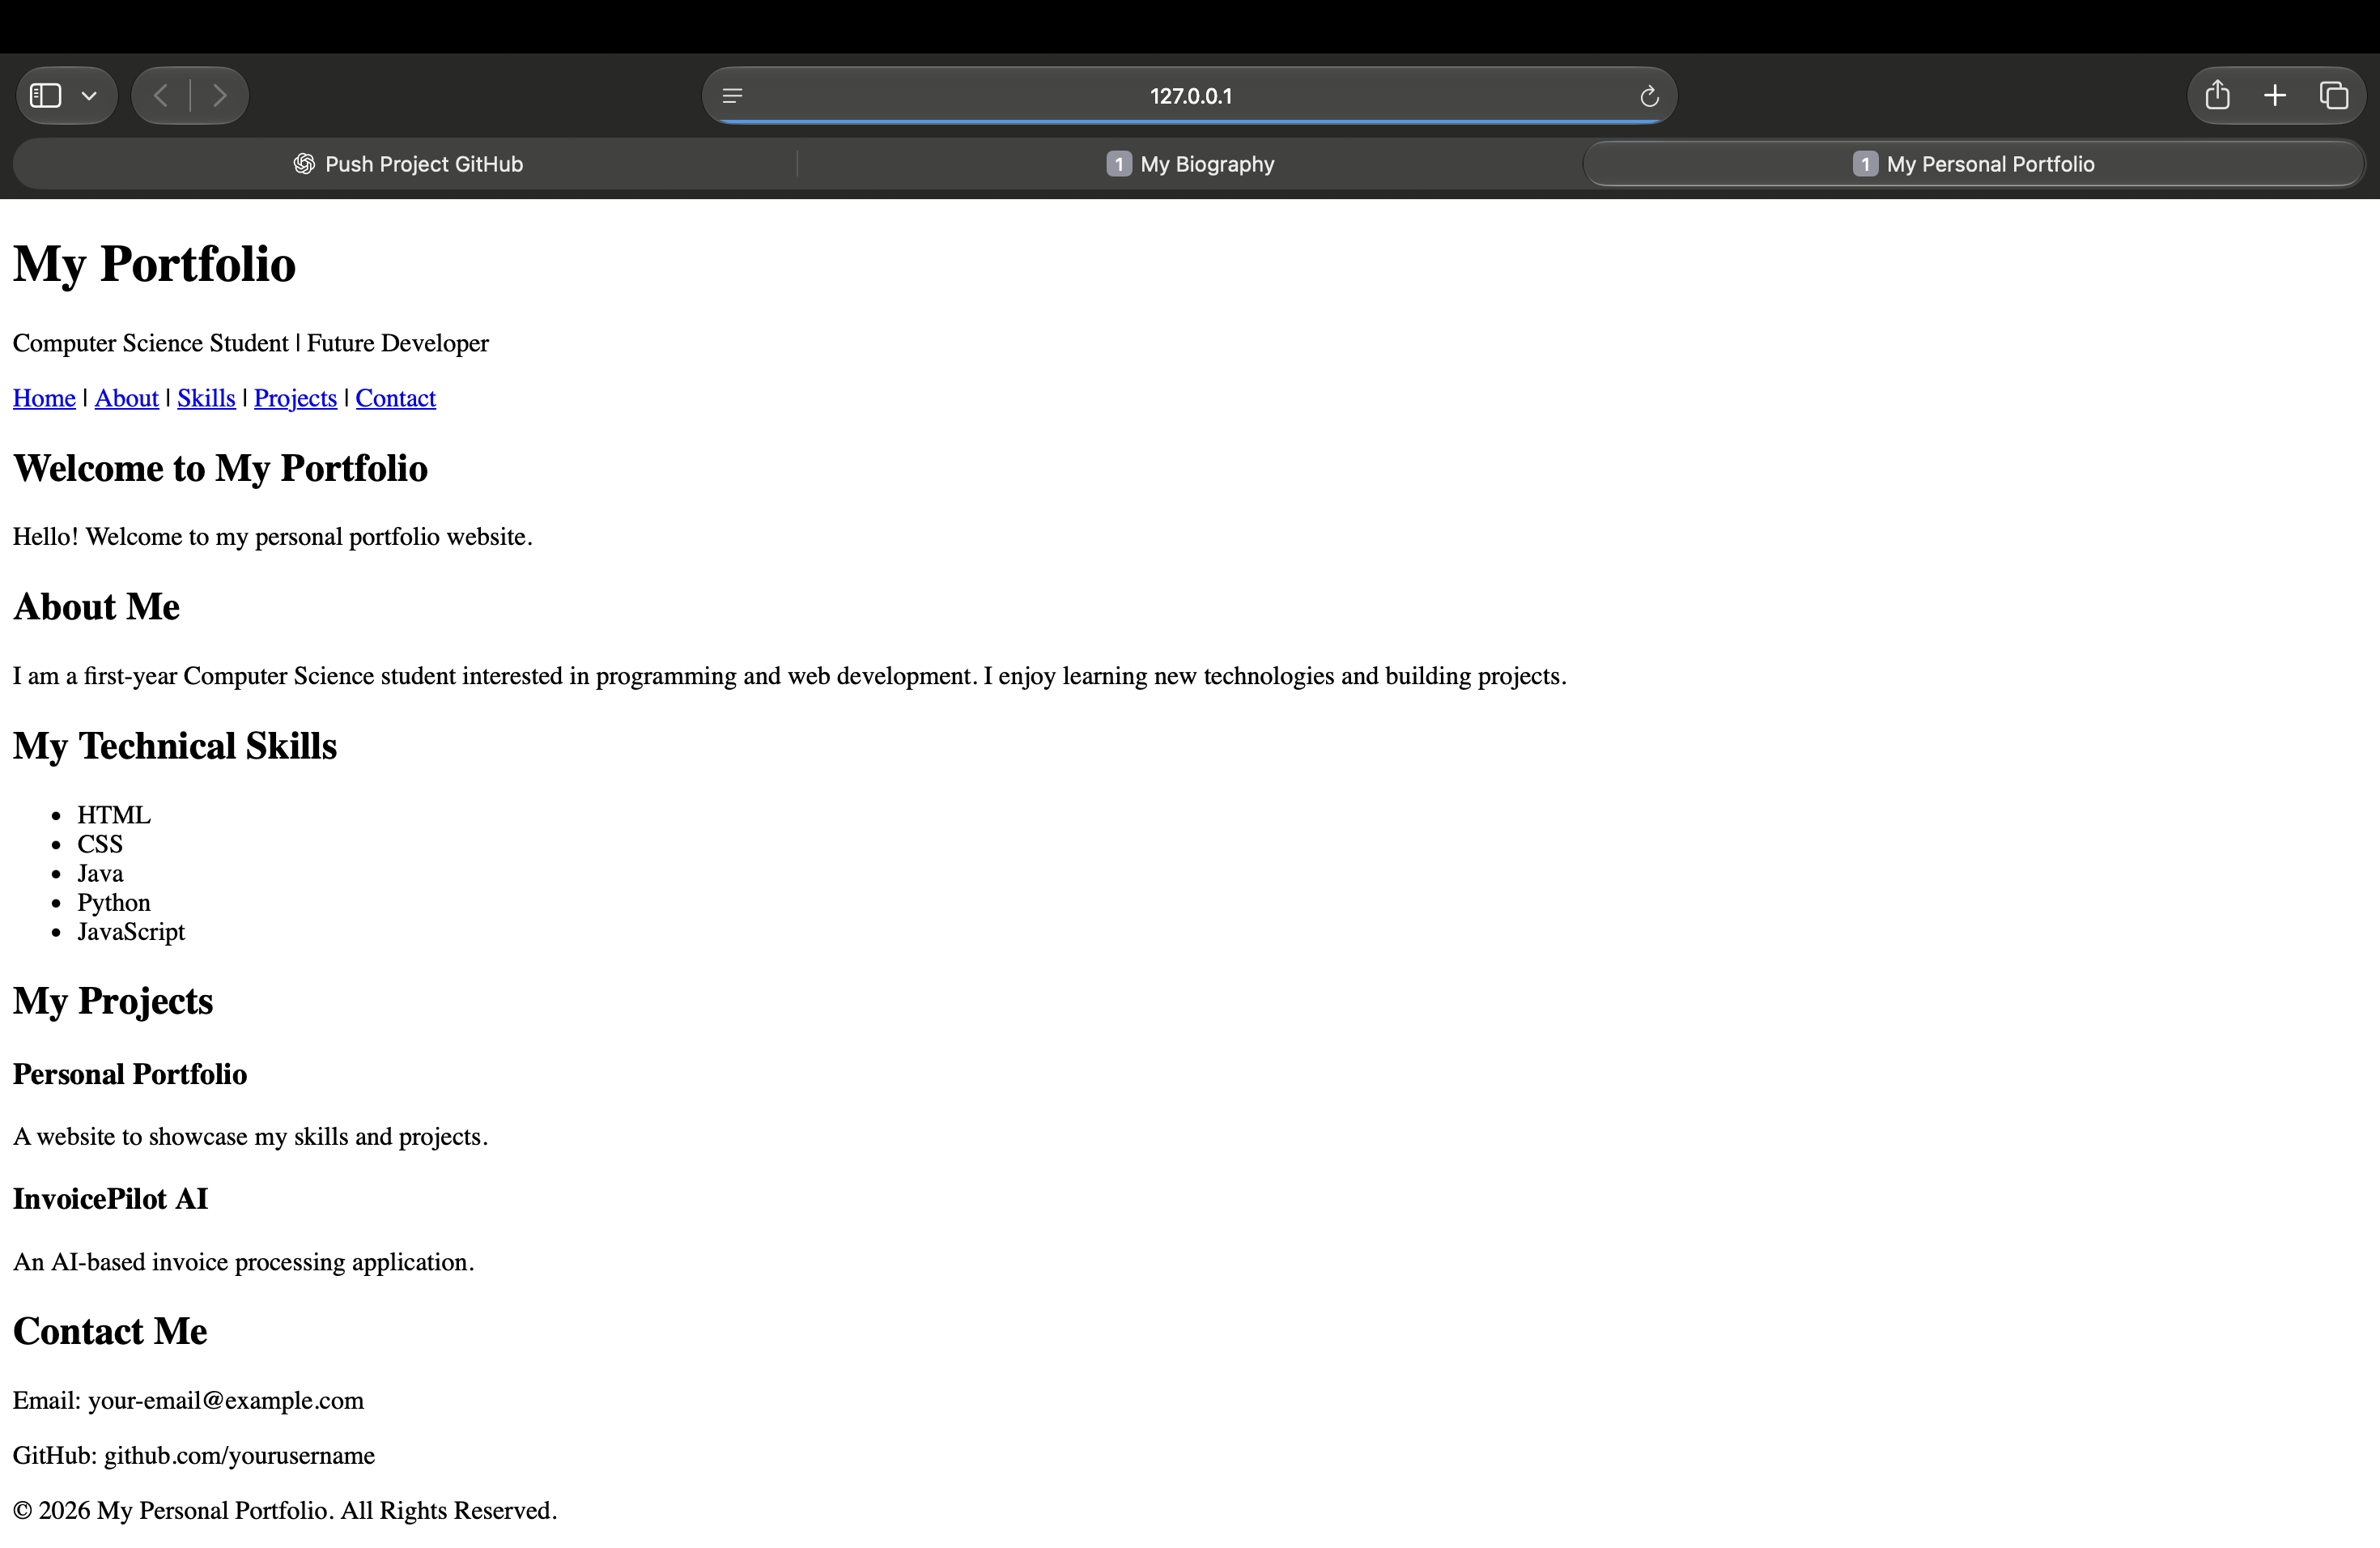 127.0.0.1
Push Project GitHub
1 My Biography
1 My Personal Portfolio
My Portfolio
Computer Science Student | Future Developer
Home | About | Skills | Projects | Contact
Welcome to My Portfolio
Hello! Welcome to my personal portfolio website.
About Me
I am a first-year Computer Science student interested in programming and web development. I enjoy learning new technologies and building projects.
My Technical Skills
• HTML
• CSS
• Java
• Python
• JavaScript
My Projects
Personal Portfolio
A website to showcase my skills and projects.
InvoicePilot AI
An AI-based invoice processing application.
Contact Me
Email: your-email@example.com
GitHub: github.com/yourusername
© 2026 My Personal Portfolio. All Rights Reserved.